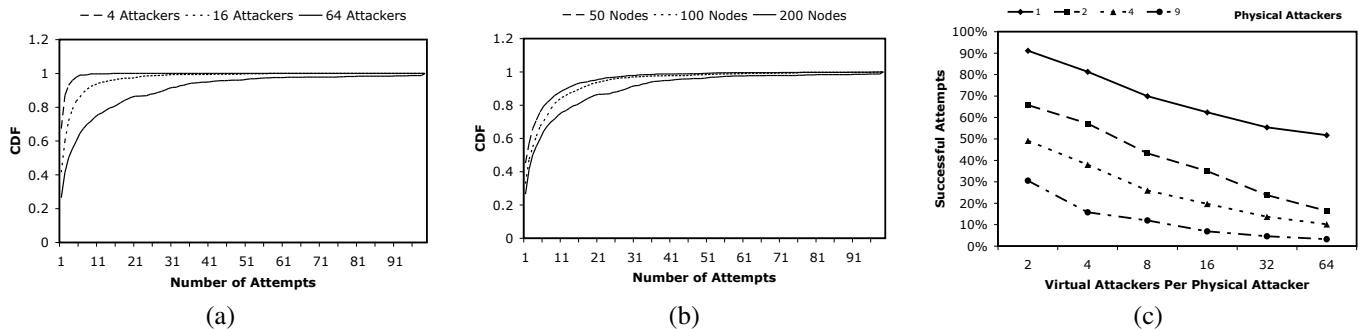 4 Attackers 16 Attackers 64 Attackers
1.2
1
0.8
0.6
0.4
0.2
0
CDF
1 11 21 31 41 51 61 71 81 91
Number of Attempts
(a)
50 Nodes 100 Nodes 200 Nodes
1.2
1
0.8
0.6
0.4
0.2
0
CDF
1 11 21 31 41 51 61 71 81 91
Number of Attempts
(b)
1 2 4 9 Physical Attackers
100%
90%
80%
70%
60%
50%
40%
30%
20%
10%
0%
Successful Attempts
2 4 8 16 32 64
Virtual Attackers Per Physical Attacker
(c)